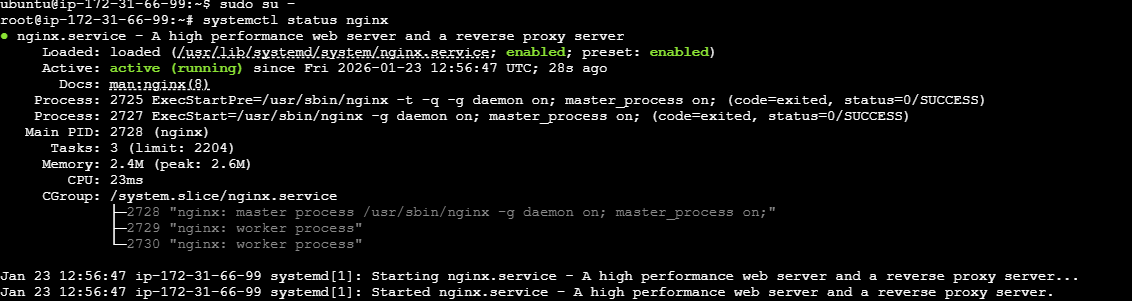 ubuntu@ip-172-31-66-99:~$ sudo su -
root@ip-172-31-66-99:~# systemctl status nginx
● nginx.service - A high performance web server and a reverse proxy server
     Loaded: loaded (/usr/lib/systemd/system/nginx.service; enabled; preset: enabled)
     Active: active (running) since Fri 2026-01-23 12:56:47 UTC; 28s ago
       Docs: man:nginx(8)
    Process: 2725 ExecStartPre=/usr/sbin/nginx -t -q -g daemon on; master_process on; (code=exited, status=0/SUCCESS)
    Process: 2727 ExecStart=/usr/sbin/nginx -g daemon on; master_process on; (code=exited, status=0/SUCCESS)
   Main PID: 2728 (nginx)
      Tasks: 3 (limit: 2204)
     Memory: 2.4M (peak: 2.6M)
        CPU: 23ms
     CGroup: /system.slice/nginx.service
             ├─2728 "nginx: master process /usr/sbin/nginx -g daemon on; master_process on;"
             ├─2729 "nginx: worker process"
             └─2730 "nginx: worker process"

Jan 23 12:56:47 ip-172-31-66-99 systemd[1]: Starting nginx.service - A high performance web server and a reverse proxy server...
Jan 23 12:56:47 ip-172-31-66-99 systemd[1]: Started nginx.service - A high performance web server and a reverse proxy server.